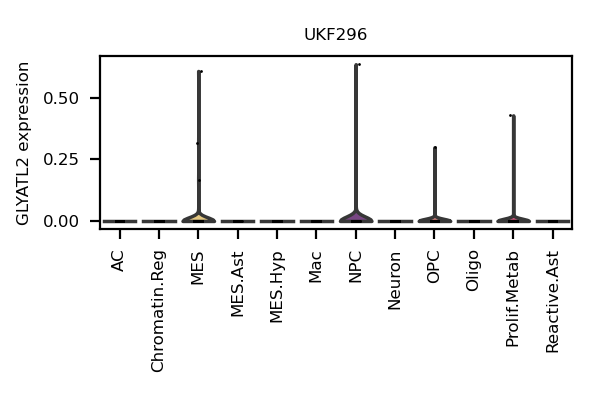 UKF296
GLYATL2 expression
0.50
0.25
0.00
AC
Chromatin.Reg
MES
MES.Ast
MES.Hyp
Mac
NPC
Neuron
OPC
Oligo
Prolif.Metab
Reactive.Ast